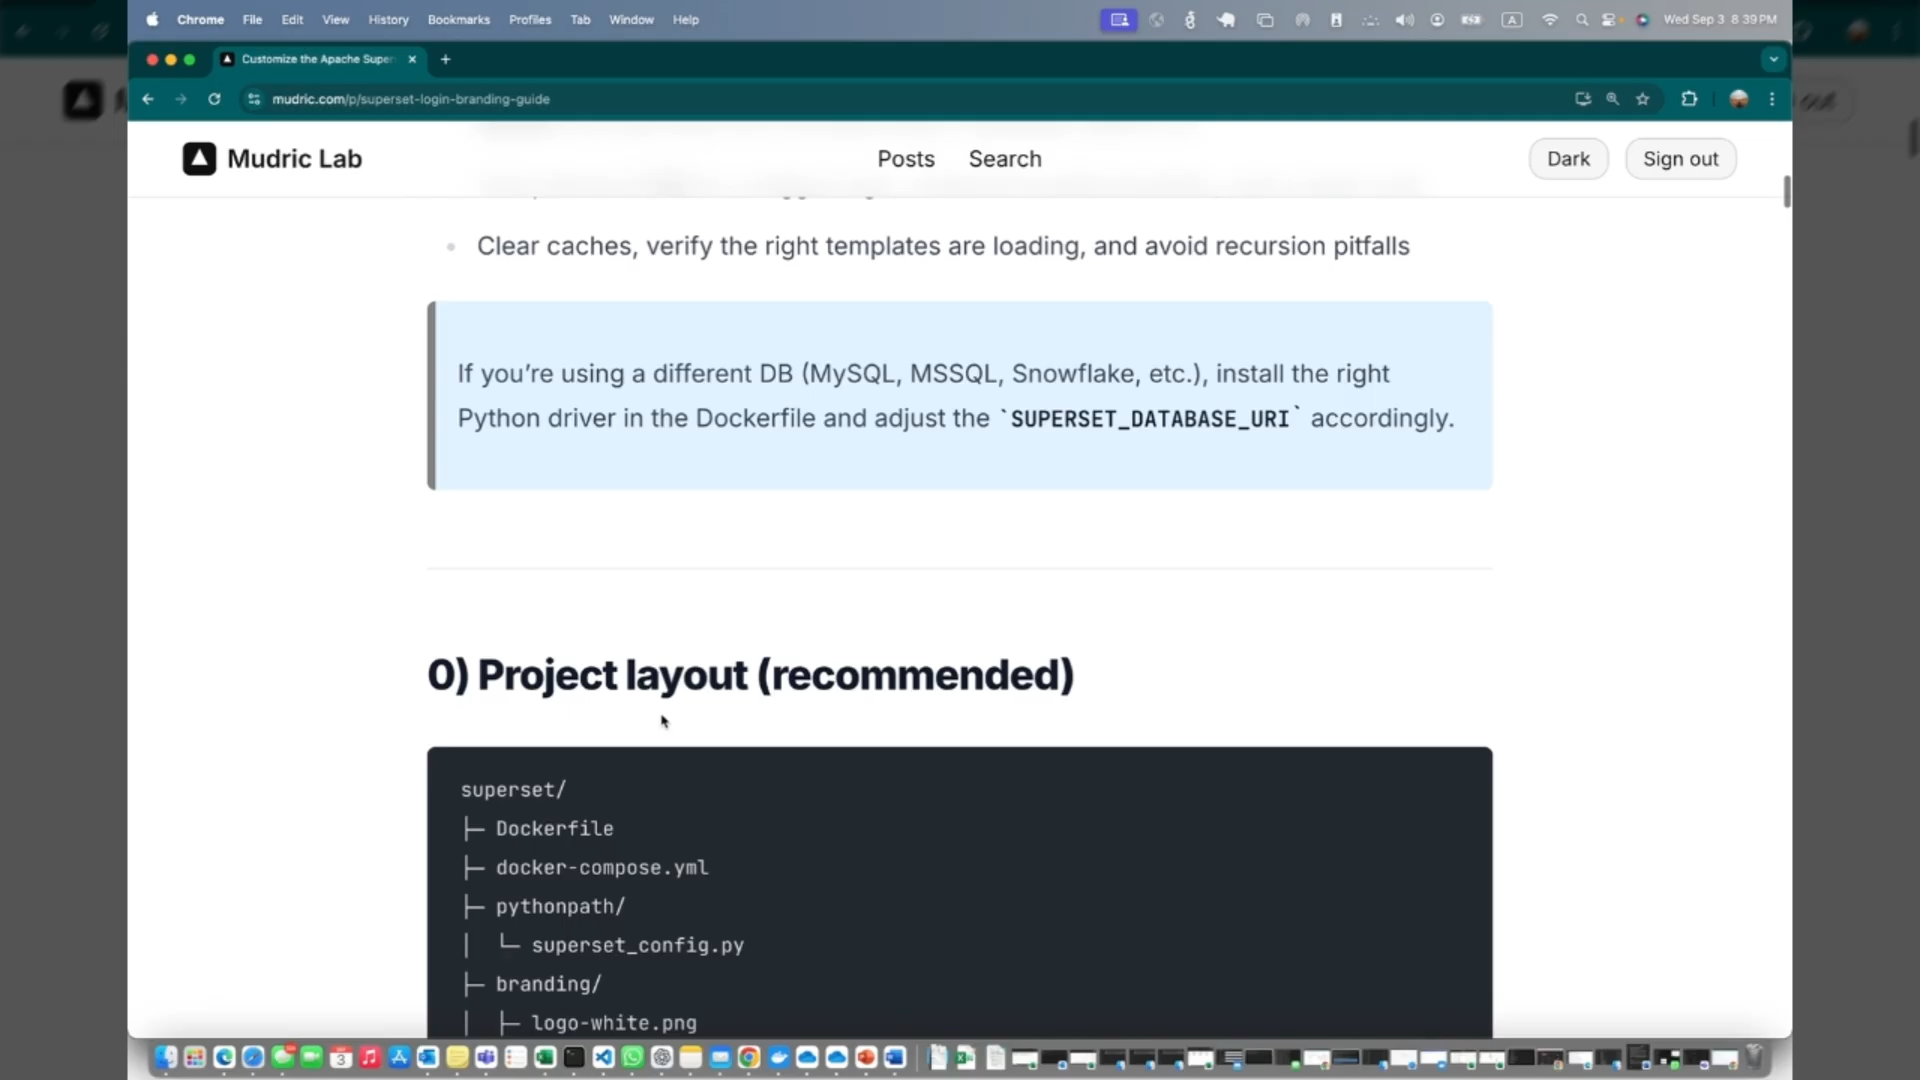 Chrome File Edit View History Bookmarks Profiles Tab Window Help
A
Wed Sep 3 8:39 PM
Customize the Apache Super
mudric.com/p/superset-login-branding-guide
Mudric Lab
Posts Search
Dark Sign out
Clear caches, verify the right templates are loading, and avoid recursion pitfalls
If you’re using a different DB (MySQL, MSSQL, Snowflake, etc.), install the right
Python driver in the Dockerfile and adjust the `SUPERSET_DATABASE_URI` accordingly.
0) Project layout (recommended)
superset/
├─ Dockerfile
├─ docker-compose.yml
├─ pythonpath/
│  └─ superset_config.py
├─ branding/
│  ├─ logo-white.png
3